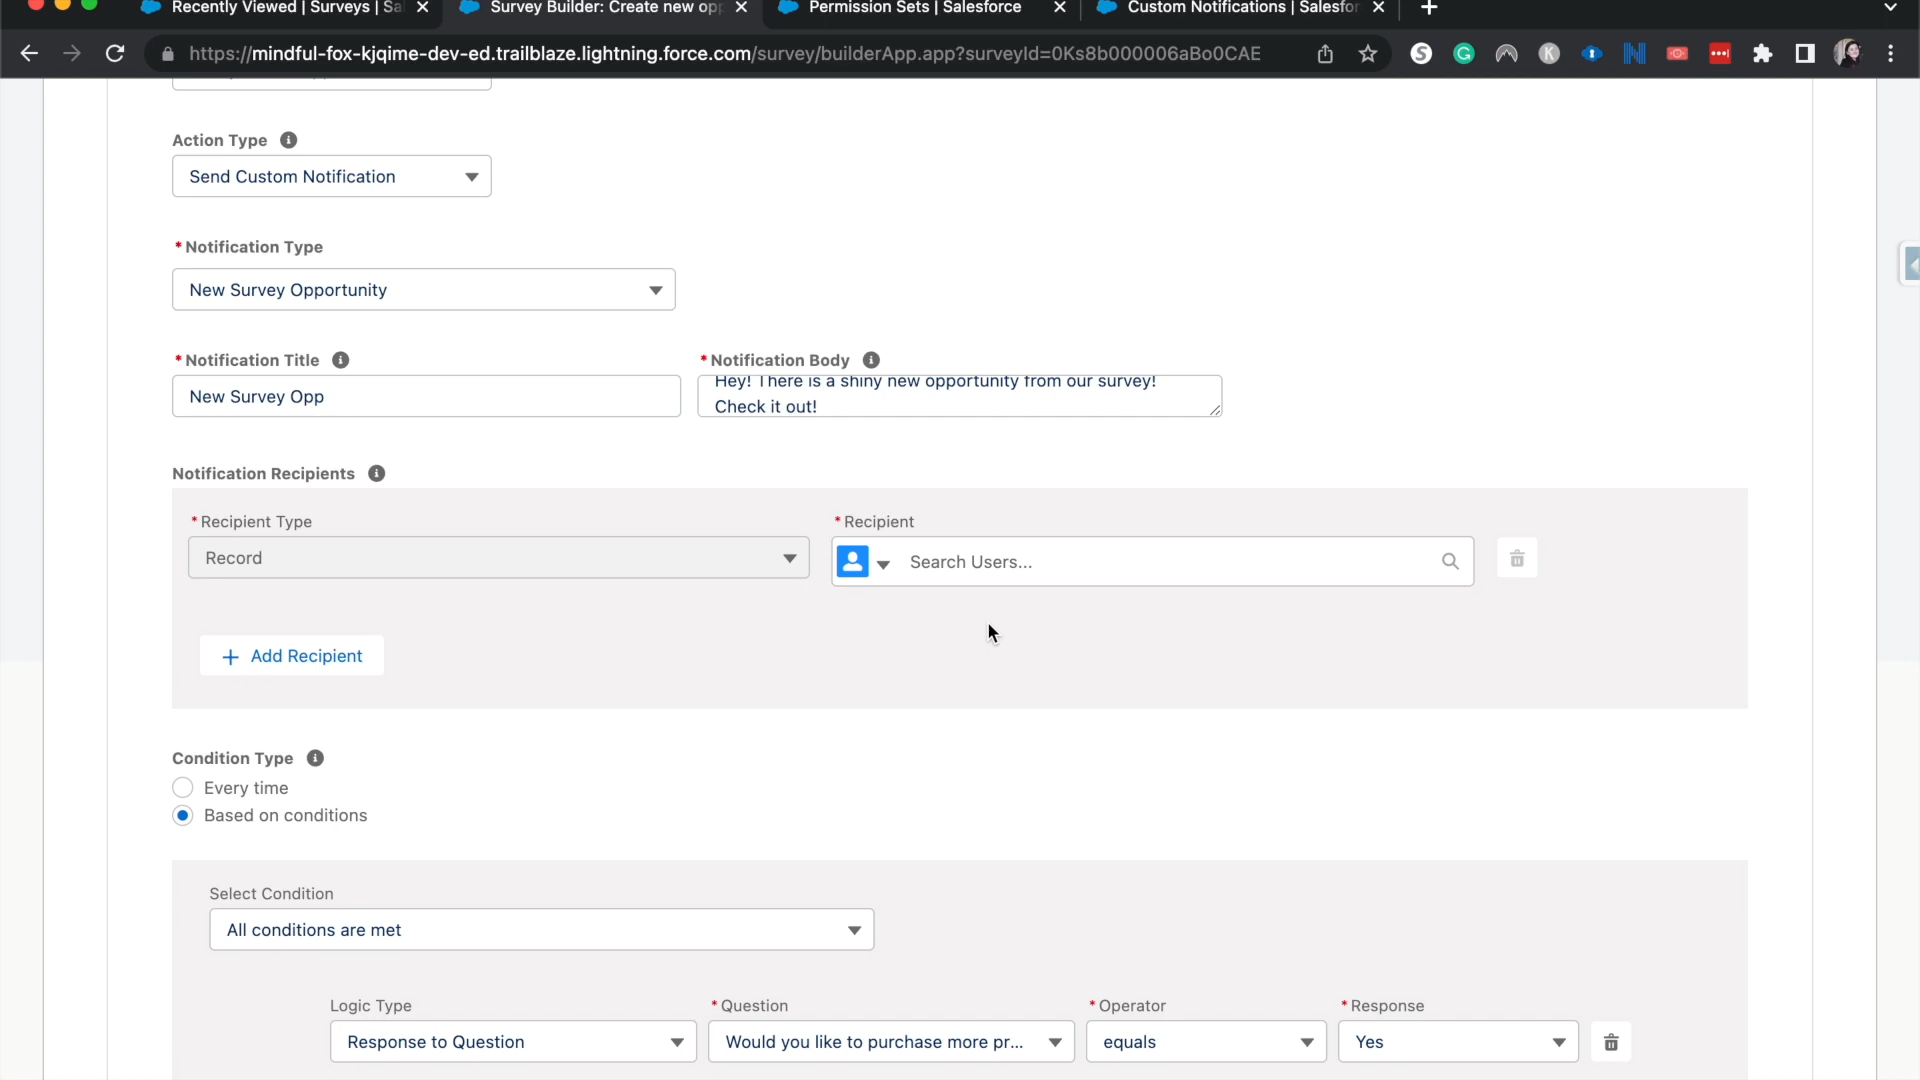 Recently Viewed | Surveys | Sa
Survey Builder: Create new opp
Permission Sets | Salesforce
Custom Notifications | Salesfor
https://mindful-fox-kjqime-dev-ed.trailblaze.lightning.force.com/survey/builderApp.app?surveyId=0Ks8b000006aBo0CAE
Action Type
Send Custom Notification
* Notification Type
New Survey Opportunity
* Notification Title
New Survey Opp
* Notification Body
Hey! There is a shiny new opportunity from our survey!
Check it out!
Notification Recipients
* Recipient Type
Record
* Recipient
Search Users...
+ Add Recipient
Condition Type
Every time
Based on conditions
Select Condition
All conditions are met
Logic Type
Response to Question
* Question
Would you like to purchase more pr...
* Operator
equals
* Response
Yes